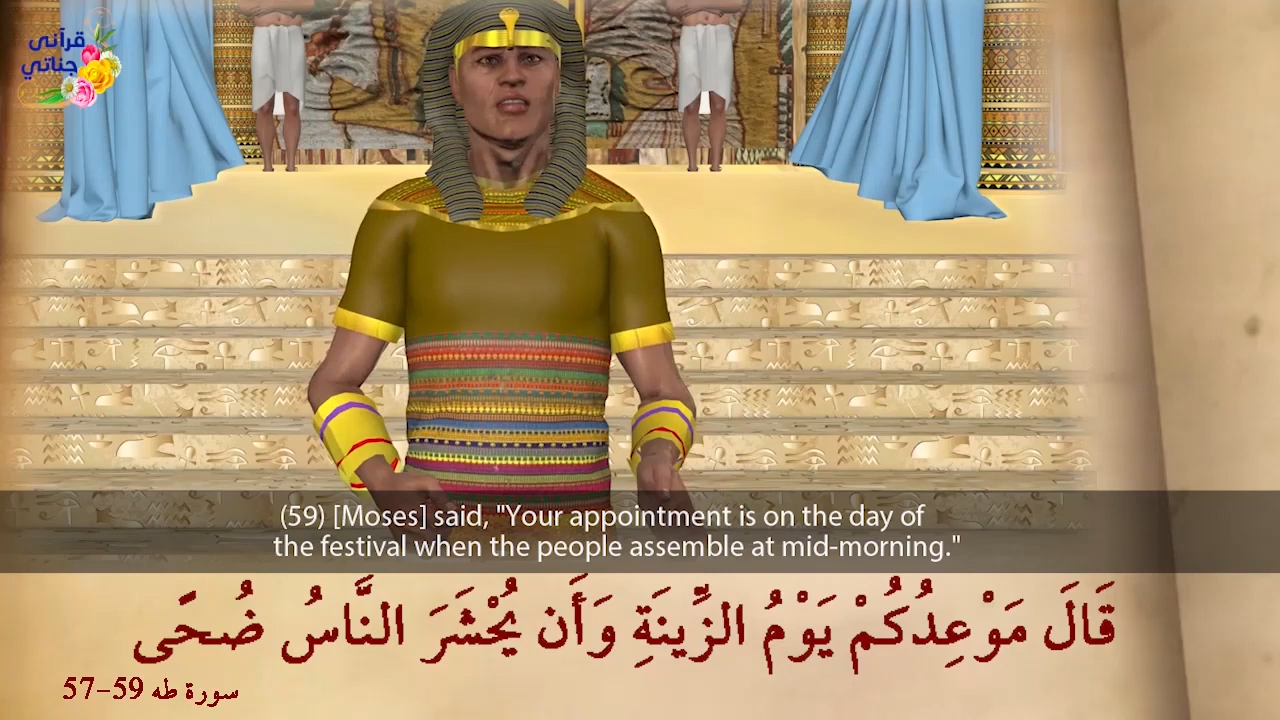 قرآنى
جناتي
(59) [Moses] said, "Your appointment is on the day of
the festival when the people assemble at mid-morning."
قَالَ مَوْعِدُكُمْ يَوْمُ الزِّينَةِ وَأَن يُحْشَرَ النَّاسُ ضُحًى
سورة طه 59-57